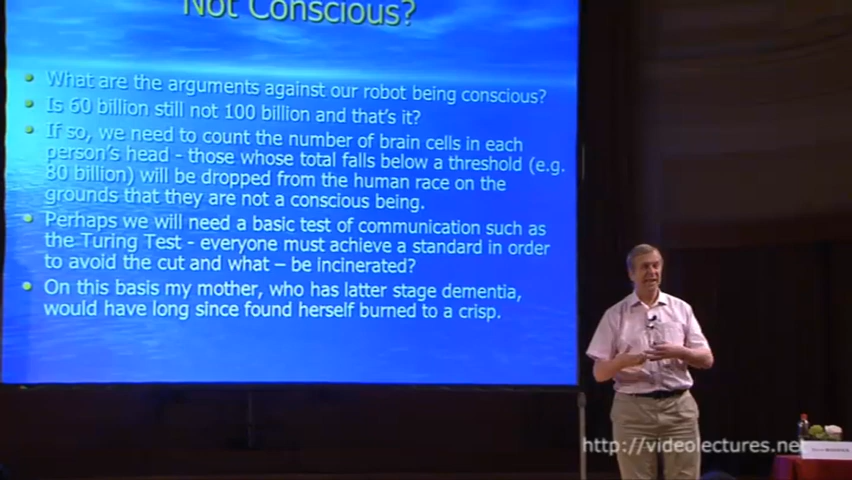 Not Conscious?
• What are the arguments against our robot being conscious?
• Is 60 billion still not 100 billion and that's it?
• If so, we need to count the number of brain cells in each
person's head - those whose total falls below a threshold (e.g.
80 billion) will be dropped from the human race on the
grounds that they are not a conscious being.
• Perhaps we will need a basic test of communication such as
the Turing Test - everyone must achieve a standard in order
to avoid the cut and what – be incinerated?
• On this basis my mother, who has latter stage dementia,
would have long since found herself burned to a crisp.
http://videolectures.net